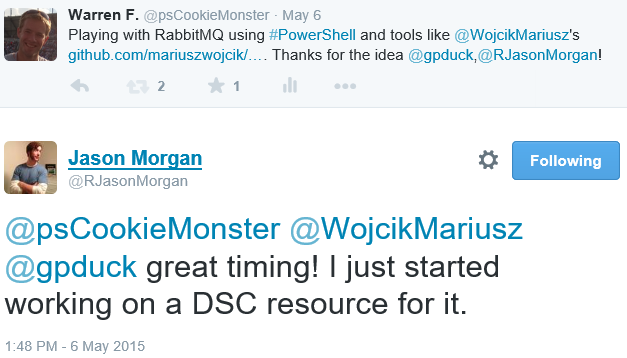 Warren F. @psCookieMonster · May 6
Playing with RabbitMQ using #PowerShell and tools like @WojcikMariusz's
github.com/mariuszwojcik/.... Thanks for the idea @gpduck,@RJasonMorgan!
2 1
Jason Morgan
@RJasonMorgan
Following
@psCookieMonster @WojcikMariusz
@gpduck great timing! I just started
working on a DSC resource for it.
1:48 PM - 6 May 2015